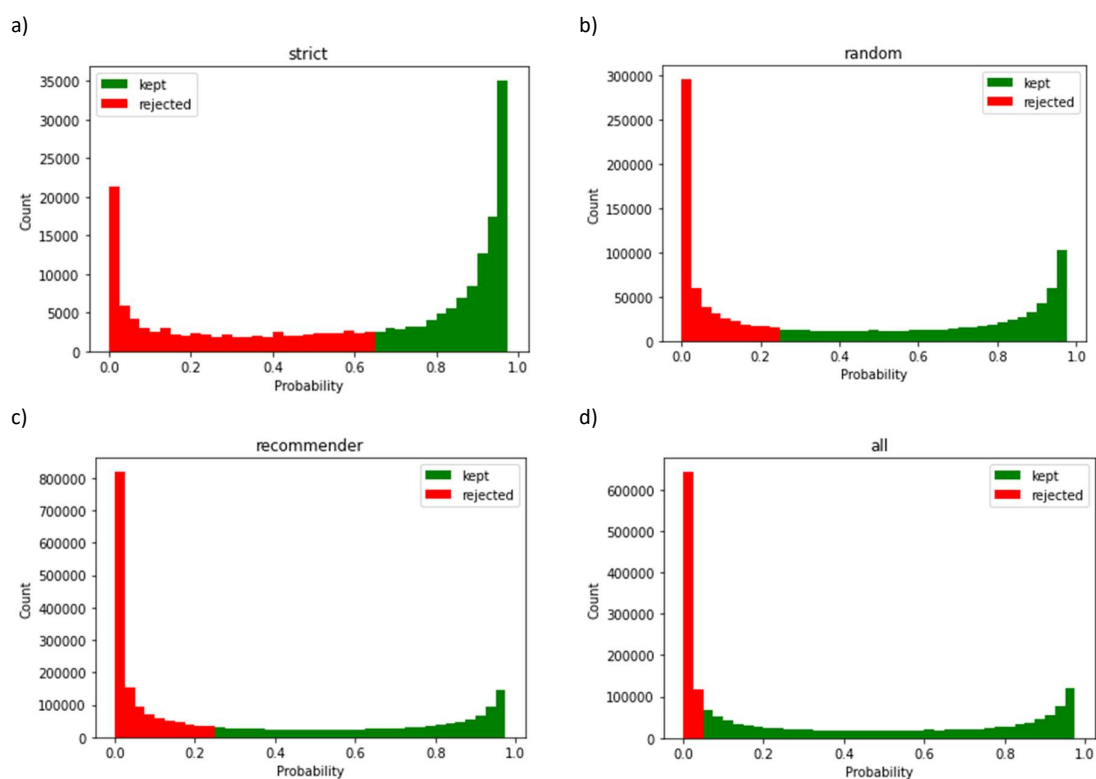 a)
strict
kept
rejected
35000
30000
25000
20000
15000
10000
5000
0
Count
0.0 0.2 0.4 0.6 0.8 1.0
Probability
b)
random
kept
rejected
300000
250000
200000
150000
100000
50000
0
Count
0.0 0.2 0.4 0.6 0.8 1.0
Probability
c)
recommender
kept
rejected
800000
700000
600000
500000
400000
300000
200000
100000
0
Count
0.0 0.2 0.4 0.6 0.8 1.0
Probability
d)
all
kept
rejected
600000
500000
400000
300000
200000
100000
0
Count
0.0 0.2 0.4 0.6 0.8 1.0
Probability